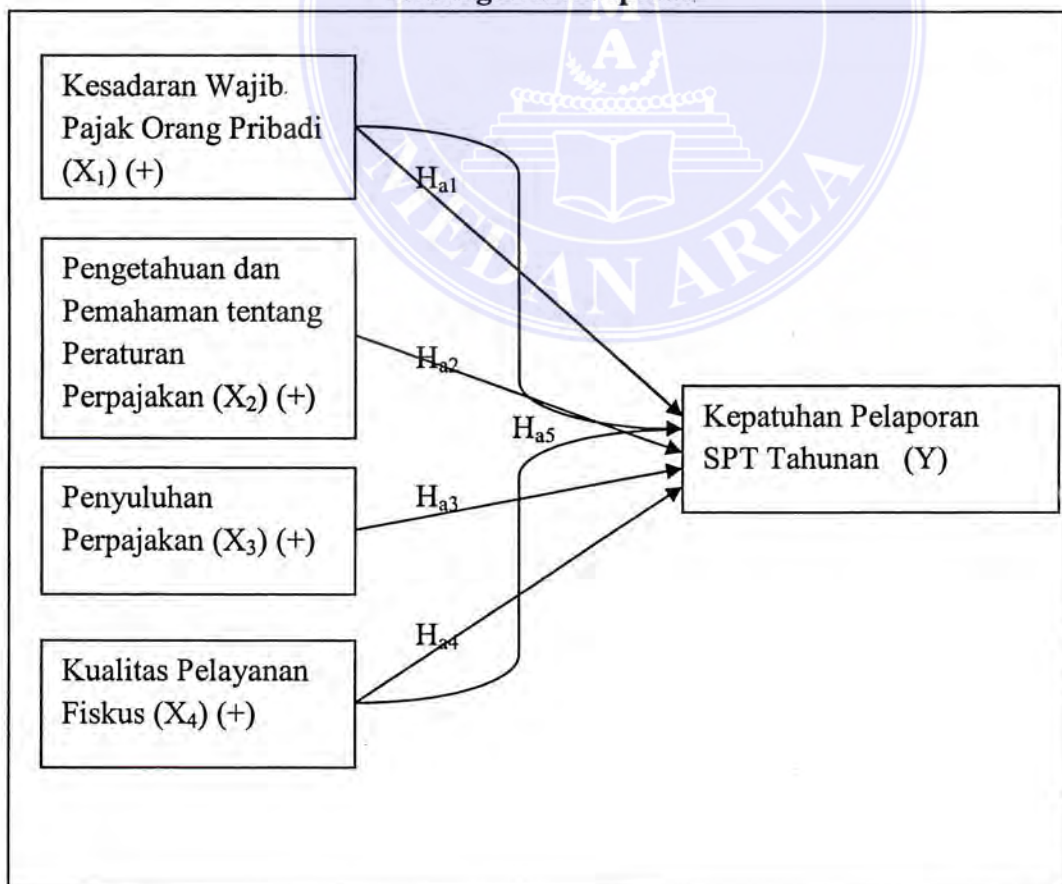 Kesadaran Wajib
Pajak Orang Pribadi
(X₁) (+)
Pengetahuan dan
Pemahaman tentang
Peraturan
Perpajakan (X₂) (+)
Penyuluhan
Perpajakan (X₃) (+)
Kualitas Pelayanan
Fiskus (X₄) (+)
Hₐ₁
Hₐ₂
Hₐ₅
Hₐ₃
Hₐ₄
Kepatuhan Pelaporan
SPT Tahunan (Y)
M
A
MEDAN AREA